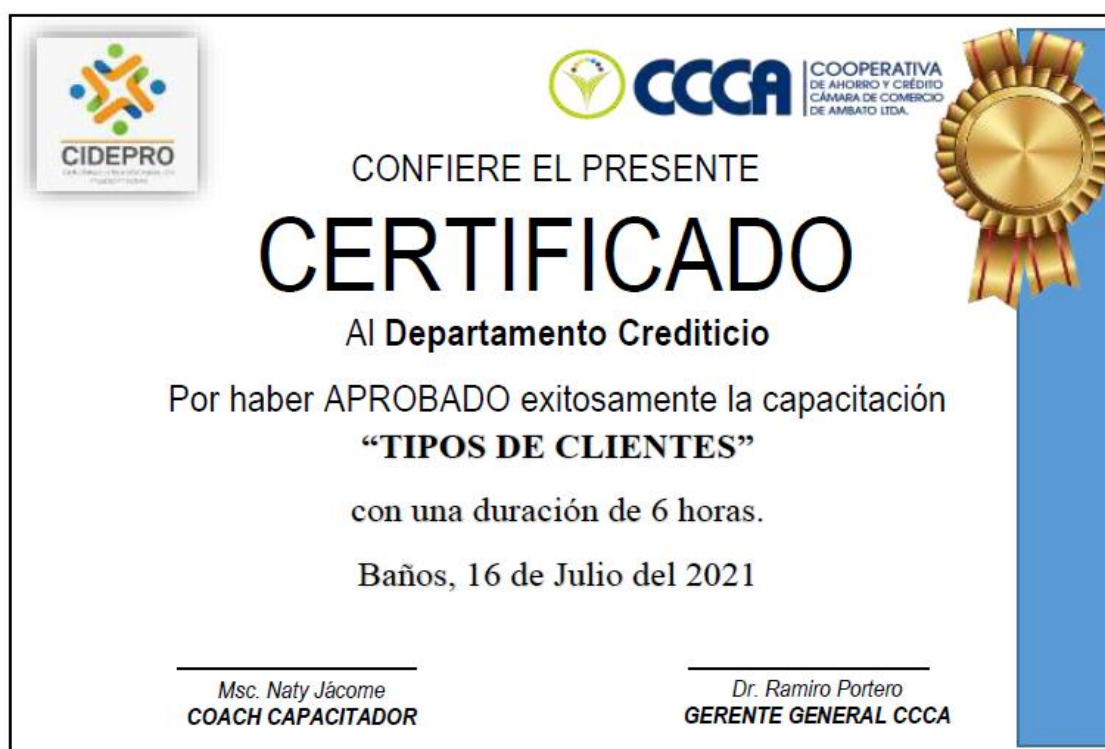 CIDEPRO
CCCA
COOPERATIVA
DE AHORRO Y CRÉDITO
CÁMARA DE COMERCIO
DE AMBATO LTDA.
CONFIERE EL PRESENTE
CERTIFICADO
Al Departamento Crediticio
Por haber APROBADO exitosamente la capacitación
“TIPOS DE CLIENTES”
con una duración de 6 horas.
Baños, 16 de Julio del 2021
Msc. Naty Jácome
COACH CAPACITADOR
Dr. Ramiro Portero
GERENTE GENERAL CCCA